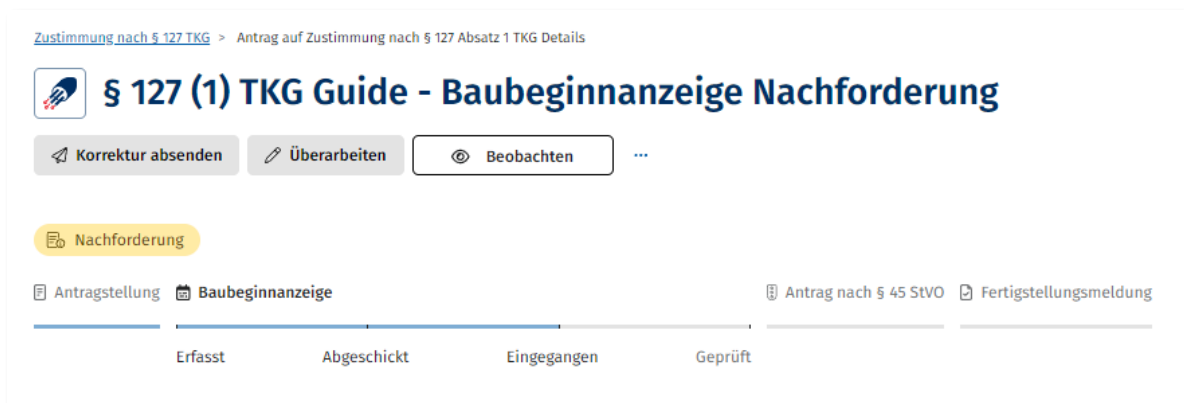 Zustimmung nach § 127 TKG > Antrag auf Zustimmung nach § 127 Absatz 1 TKG Details
§ 127 (1) TKG Guide - Baubeginnanzeige Nachforderung
Korrektur absenden Überarbeiten Beobachten ...
Nachforderung
Antragstellung Baubeginnanzeige Antrag nach § 45 StVO Fertigstellungsmeldung
Erfasst Abgeschickt Eingegangen Geprüft